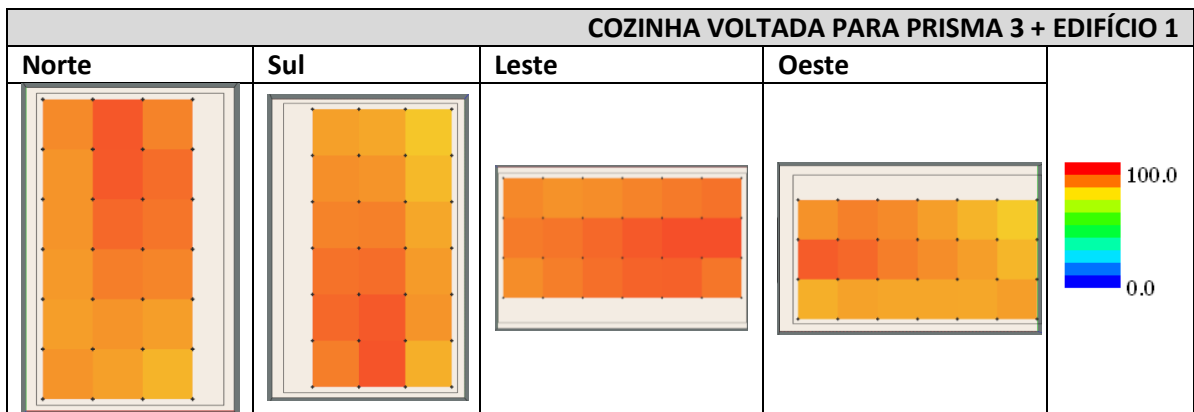 COZINHA VOLTADA PARA PRISMA 3 + EDIFÍCIO 1
Norte Sul Leste Oeste
100.0
0.0